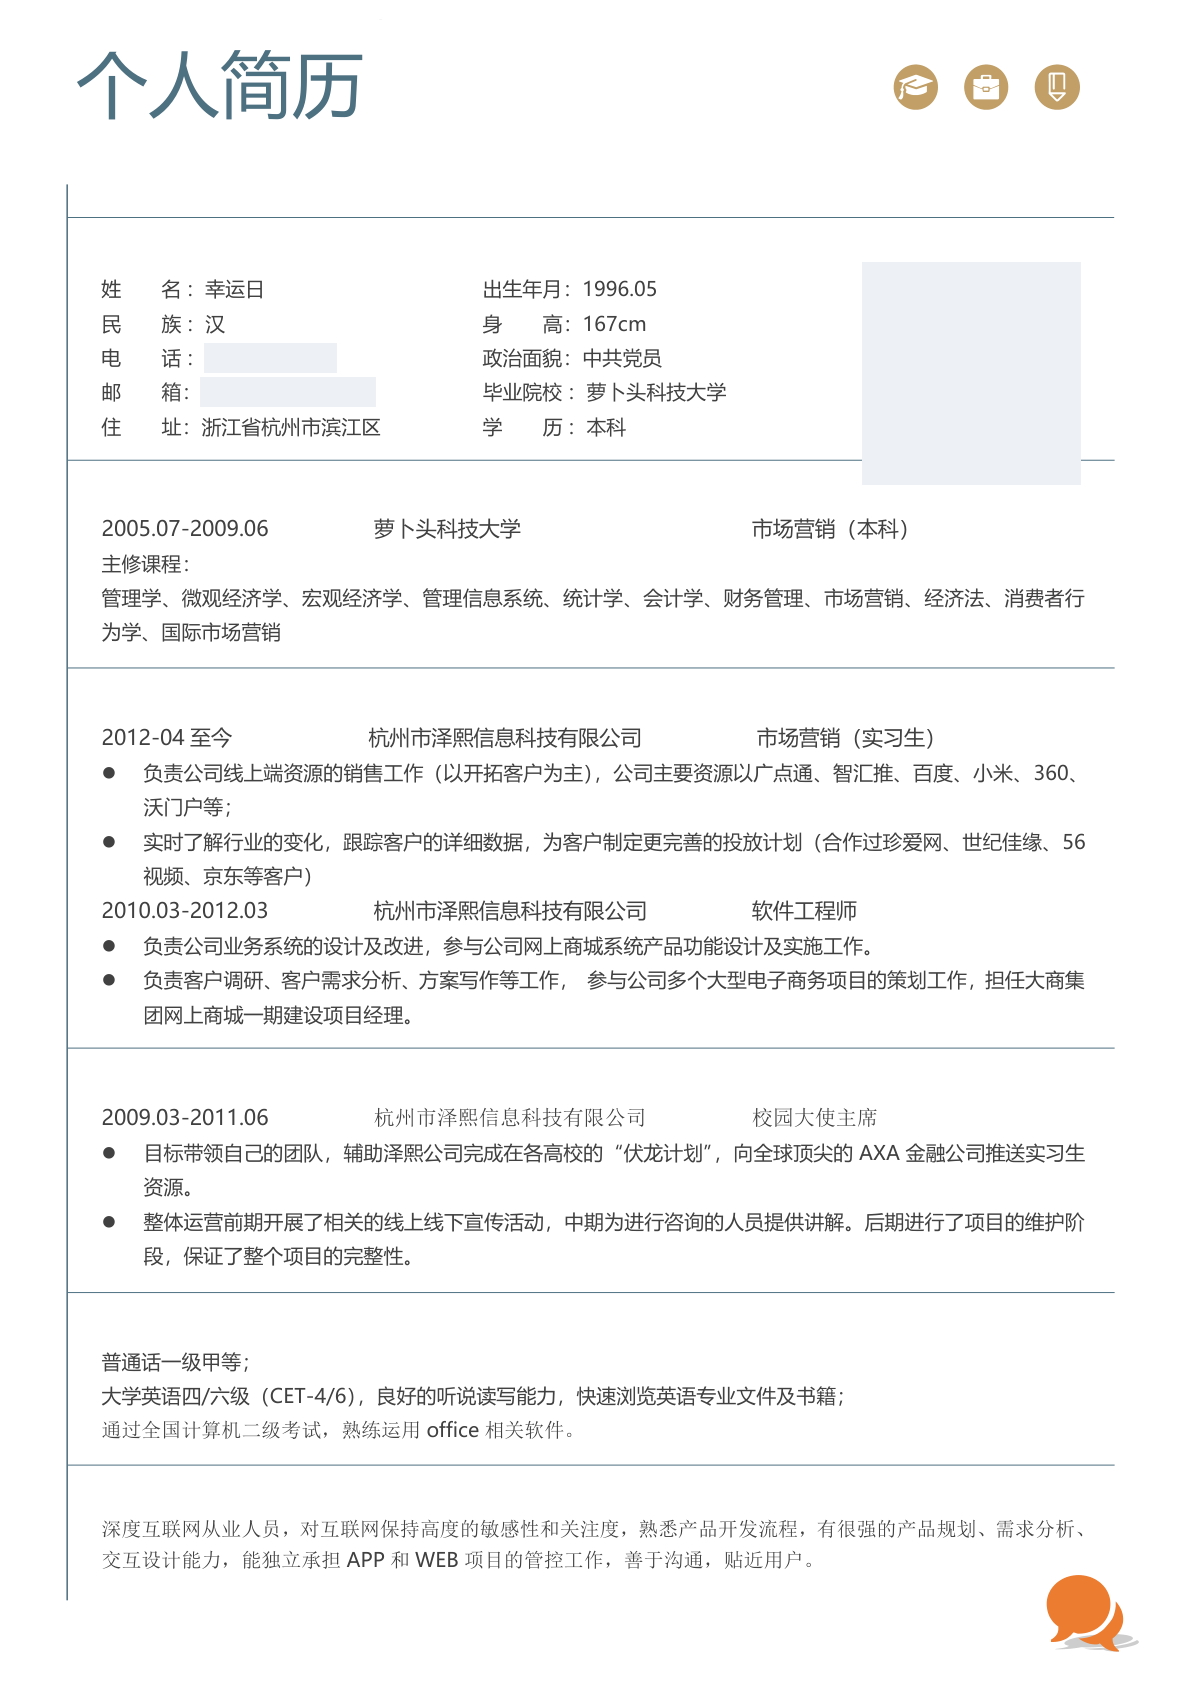 个人简历
姓　　名：幸运日　　出生年月：1996.05
民　　族：汉　　身　　高：167cm
电　　话：　　政治面貌：中共党员
邮　　箱：　　毕业院校：萝卜头科技大学
住　　址：浙江省杭州市滨江区　　学　　历：本科
2005.07-2009.06　　萝卜头科技大学　　市场营销（本科）
主修课程：
管理学、微观经济学、宏观经济学、管理信息系统、统计学、会计学、财务管理、市场营销、经济法、消费者行
为学、国际市场营销
2012-04 至今　　杭州市泽熙信息科技有限公司　　市场营销（实习生）
● 负责公司线上端资源的销售工作（以开拓客户为主），公司主要资源以广点通、智汇推、百度、小米、360、
沃门户等；
● 实时了解行业的变化，跟踪客户的详细数据，为客户制定更完善的投放计划（合作过珍爱网、世纪佳缘、56
视频、京东等客户）
2010.03-2012.03　　杭州市泽熙信息科技有限公司　　软件工程师
● 负责公司业务系统的设计及改进，参与公司网上商城系统产品功能设计及实施工作。
● 负责客户调研、客户需求分析、方案写作等工作， 参与公司多个大型电子商务项目的策划工作，担任大商集
团网上商城一期建设项目经理。
2009.03-2011.06　　杭州市泽熙信息科技有限公司　　校园大使主席
● 目标带领自己的团队，辅助泽熙公司完成在各高校的“伏龙计划”，向全球顶尖的 AXA 金融公司推送实习生
资源。
● 整体运营前期开展了相关的线上线下宣传活动，中期为进行咨询的人员提供讲解。后期进行了项目的维护阶
段，保证了整个项目的完整性。
普通话一级甲等；
大学英语四/六级（CET-4/6），良好的听说读写能力，快速浏览英语专业文件及书籍；
通过全国计算机二级考试，熟练运用 office 相关软件。
深度互联网从业人员，对互联网保持高度的敏感性和关注度，熟悉产品开发流程，有很强的产品规划、需求分析、
交互设计能力，能独立承担 APP 和 WEB 项目的管控工作，善于沟通，贴近用户。